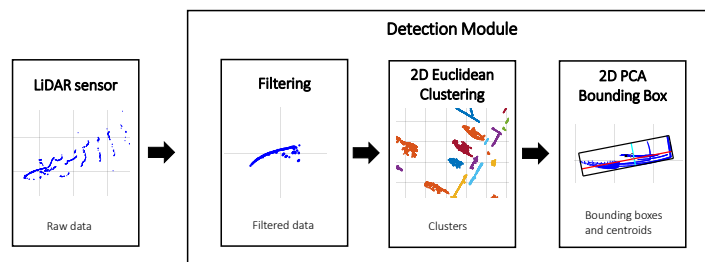 Detection Module
LiDAR sensor
Raw data
Filtering
Filtered data
2D Euclidean
Clustering
Clusters
2D PCA
Bounding Box
Bounding boxes
and centroids